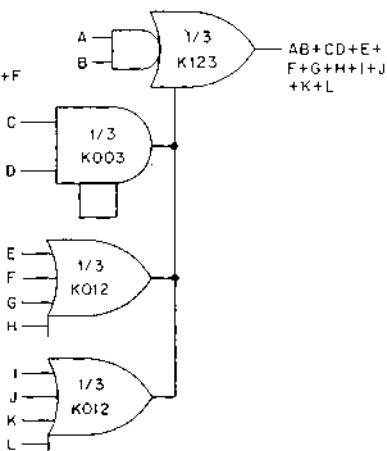 A
B
1/3
K123
AB+CD+E+
F+G+H+I+J
+K+L
+F
C
D
1/3
K003
E
F
G
H
1/3
K012
I
J
K
L
1/3
K012